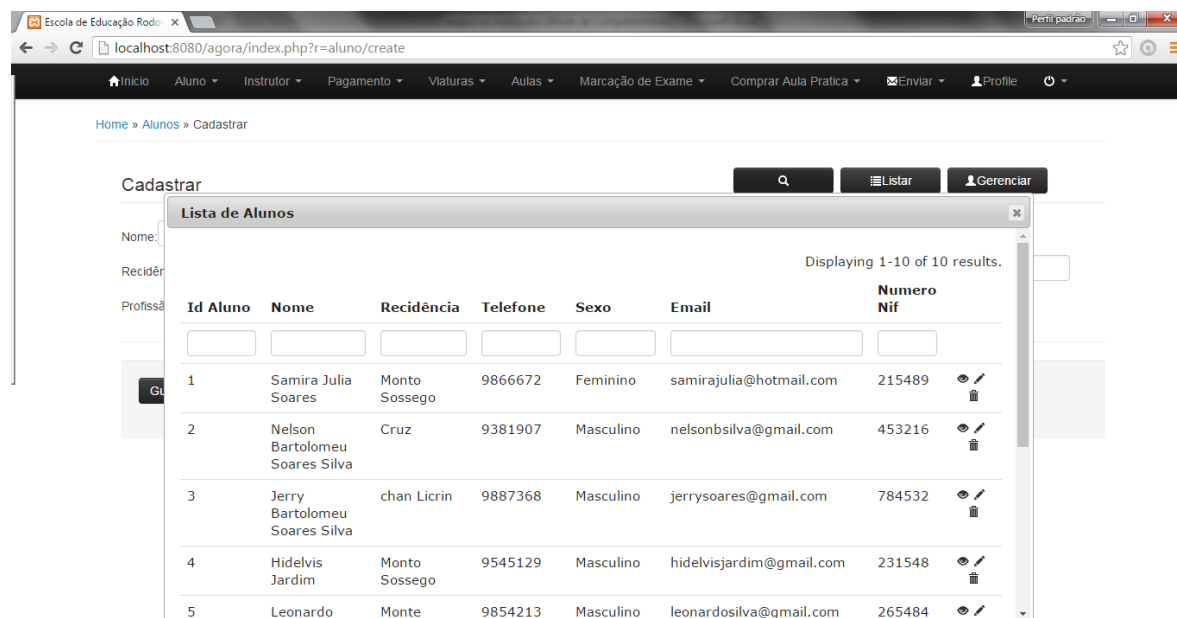 Escola de Educação Rodov
Perfil padrão
localhost:8080/agora/index.php?r=aluno/create
Inicio Aluno Instrutor Pagamento Viaturas Aulas Marcação de Exame Comprar Aula Pratica Enviar Profile
Home » Alunos » Cadastrar
Cadastrar
Listar Gerenciar
Lista de Alunos
Nome:
Displaying 1-10 of 10 results.
Recidên
Profissã
Id Aluno Nome Recidência Telefone Sexo Email Numero
Nif
1 Samira Julia Monto 9866672 Feminino samirajulia@hotmail.com 215489
Soares Sossego
Gu
2 Nelson Cruz 9381907 Masculino nelsonbsilva@gmail.com 453216
Bartolomeu
Soares Silva
3 Jerry chan Licrin 9887368 Masculino jerrysoares@gmail.com 784532
Bartolomeu
Soares Silva
4 Hidelvis Monto 9545129 Masculino hidelvisjardim@gmail.com 231548
Jardim Sossego
5 Leonardo Monte 9854213 Masculino leonardosilva@gmail.com 265484